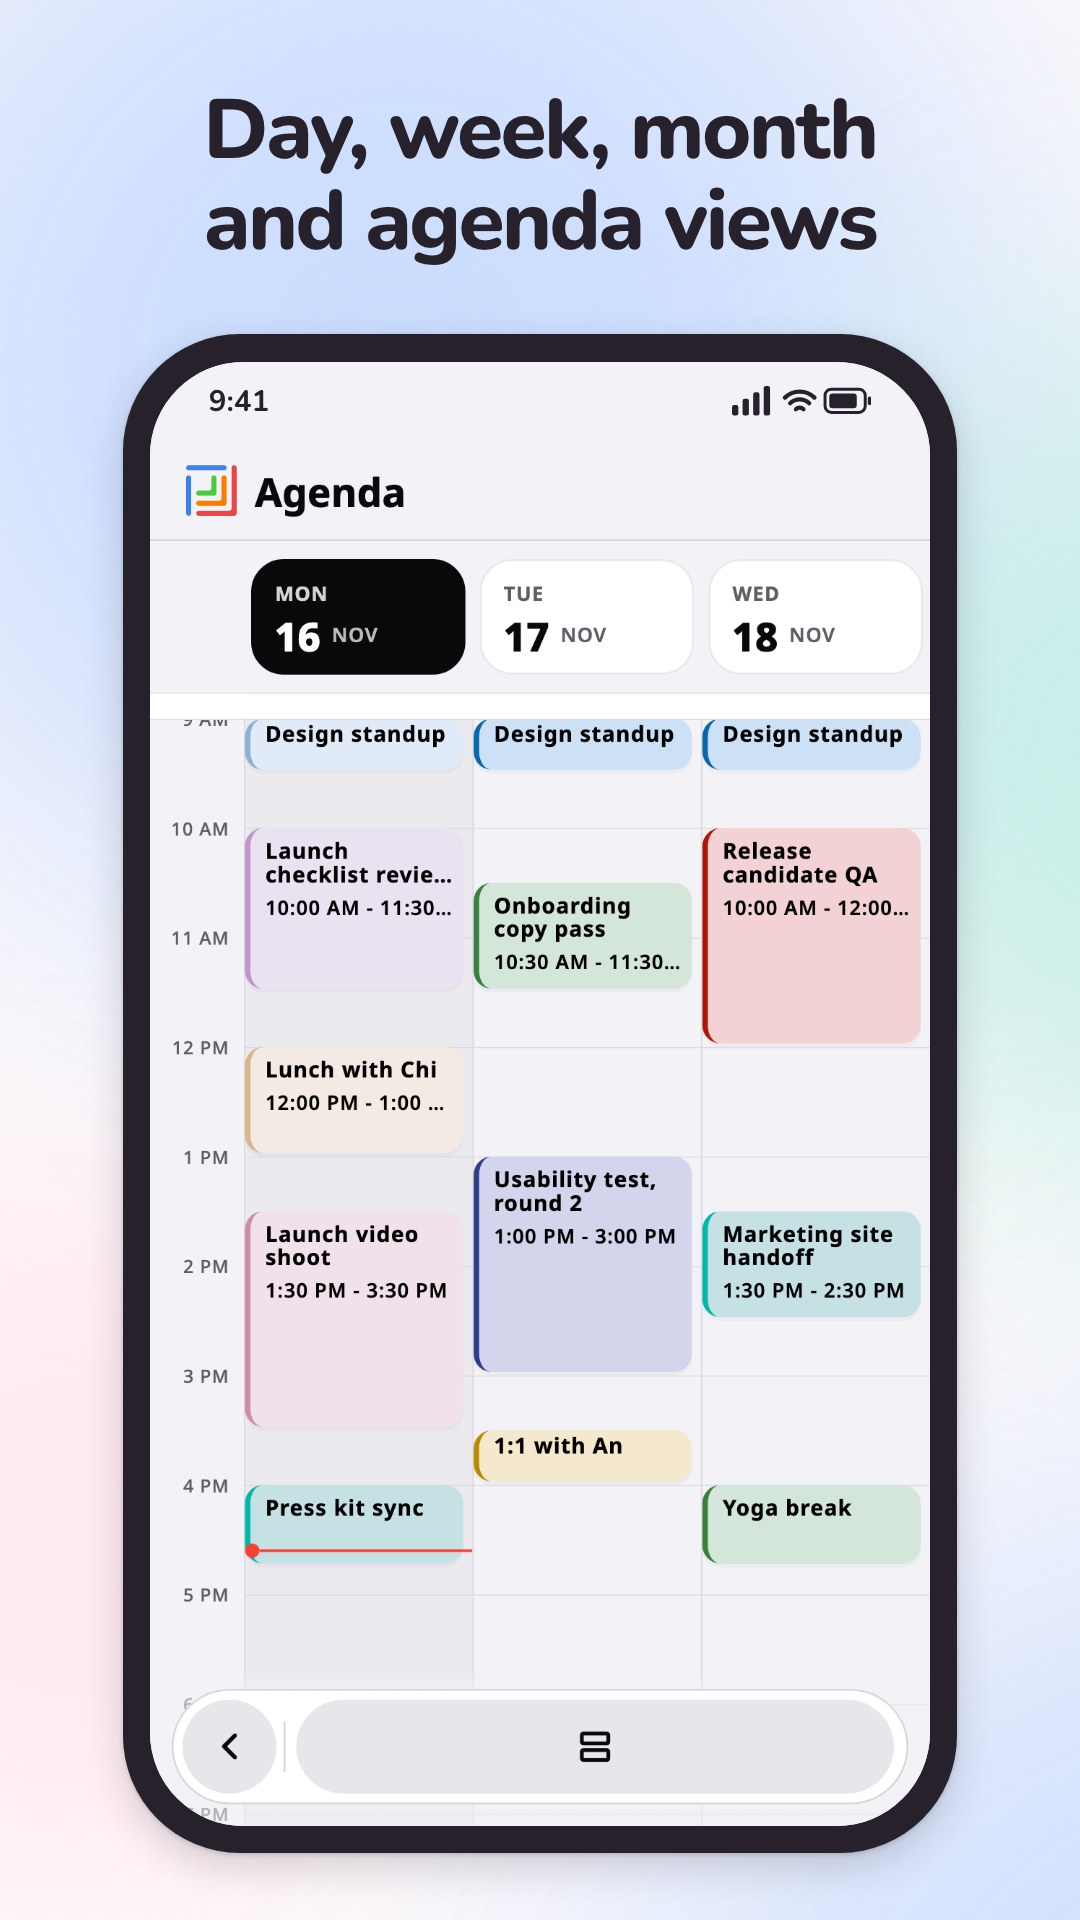 Day, week, month
and agenda views
9:41
Agenda
MON
16 NOV
TUE
17 NOV
WED
18 NOV
9 AM
Design standup
Design standup
Design standup
10 AM
Launch
checklist revie...
10:00 AM - 11:30...
Onboarding
copy pass
10:30 AM - 11:30...
Release
candidate QA
10:00 AM - 12:00...
11 AM
12 PM
Lunch with Chi
12:00 PM - 1:00 ...
1 PM
Usability test,
round 2
1:00 PM - 3:00 PM
Launch video
shoot
1:30 PM - 3:30 PM
Marketing site
handoff
1:30 PM - 2:30 PM
2 PM
3 PM
1:1 with An
4 PM
Press kit sync
Yoga break
5 PM
6
PM